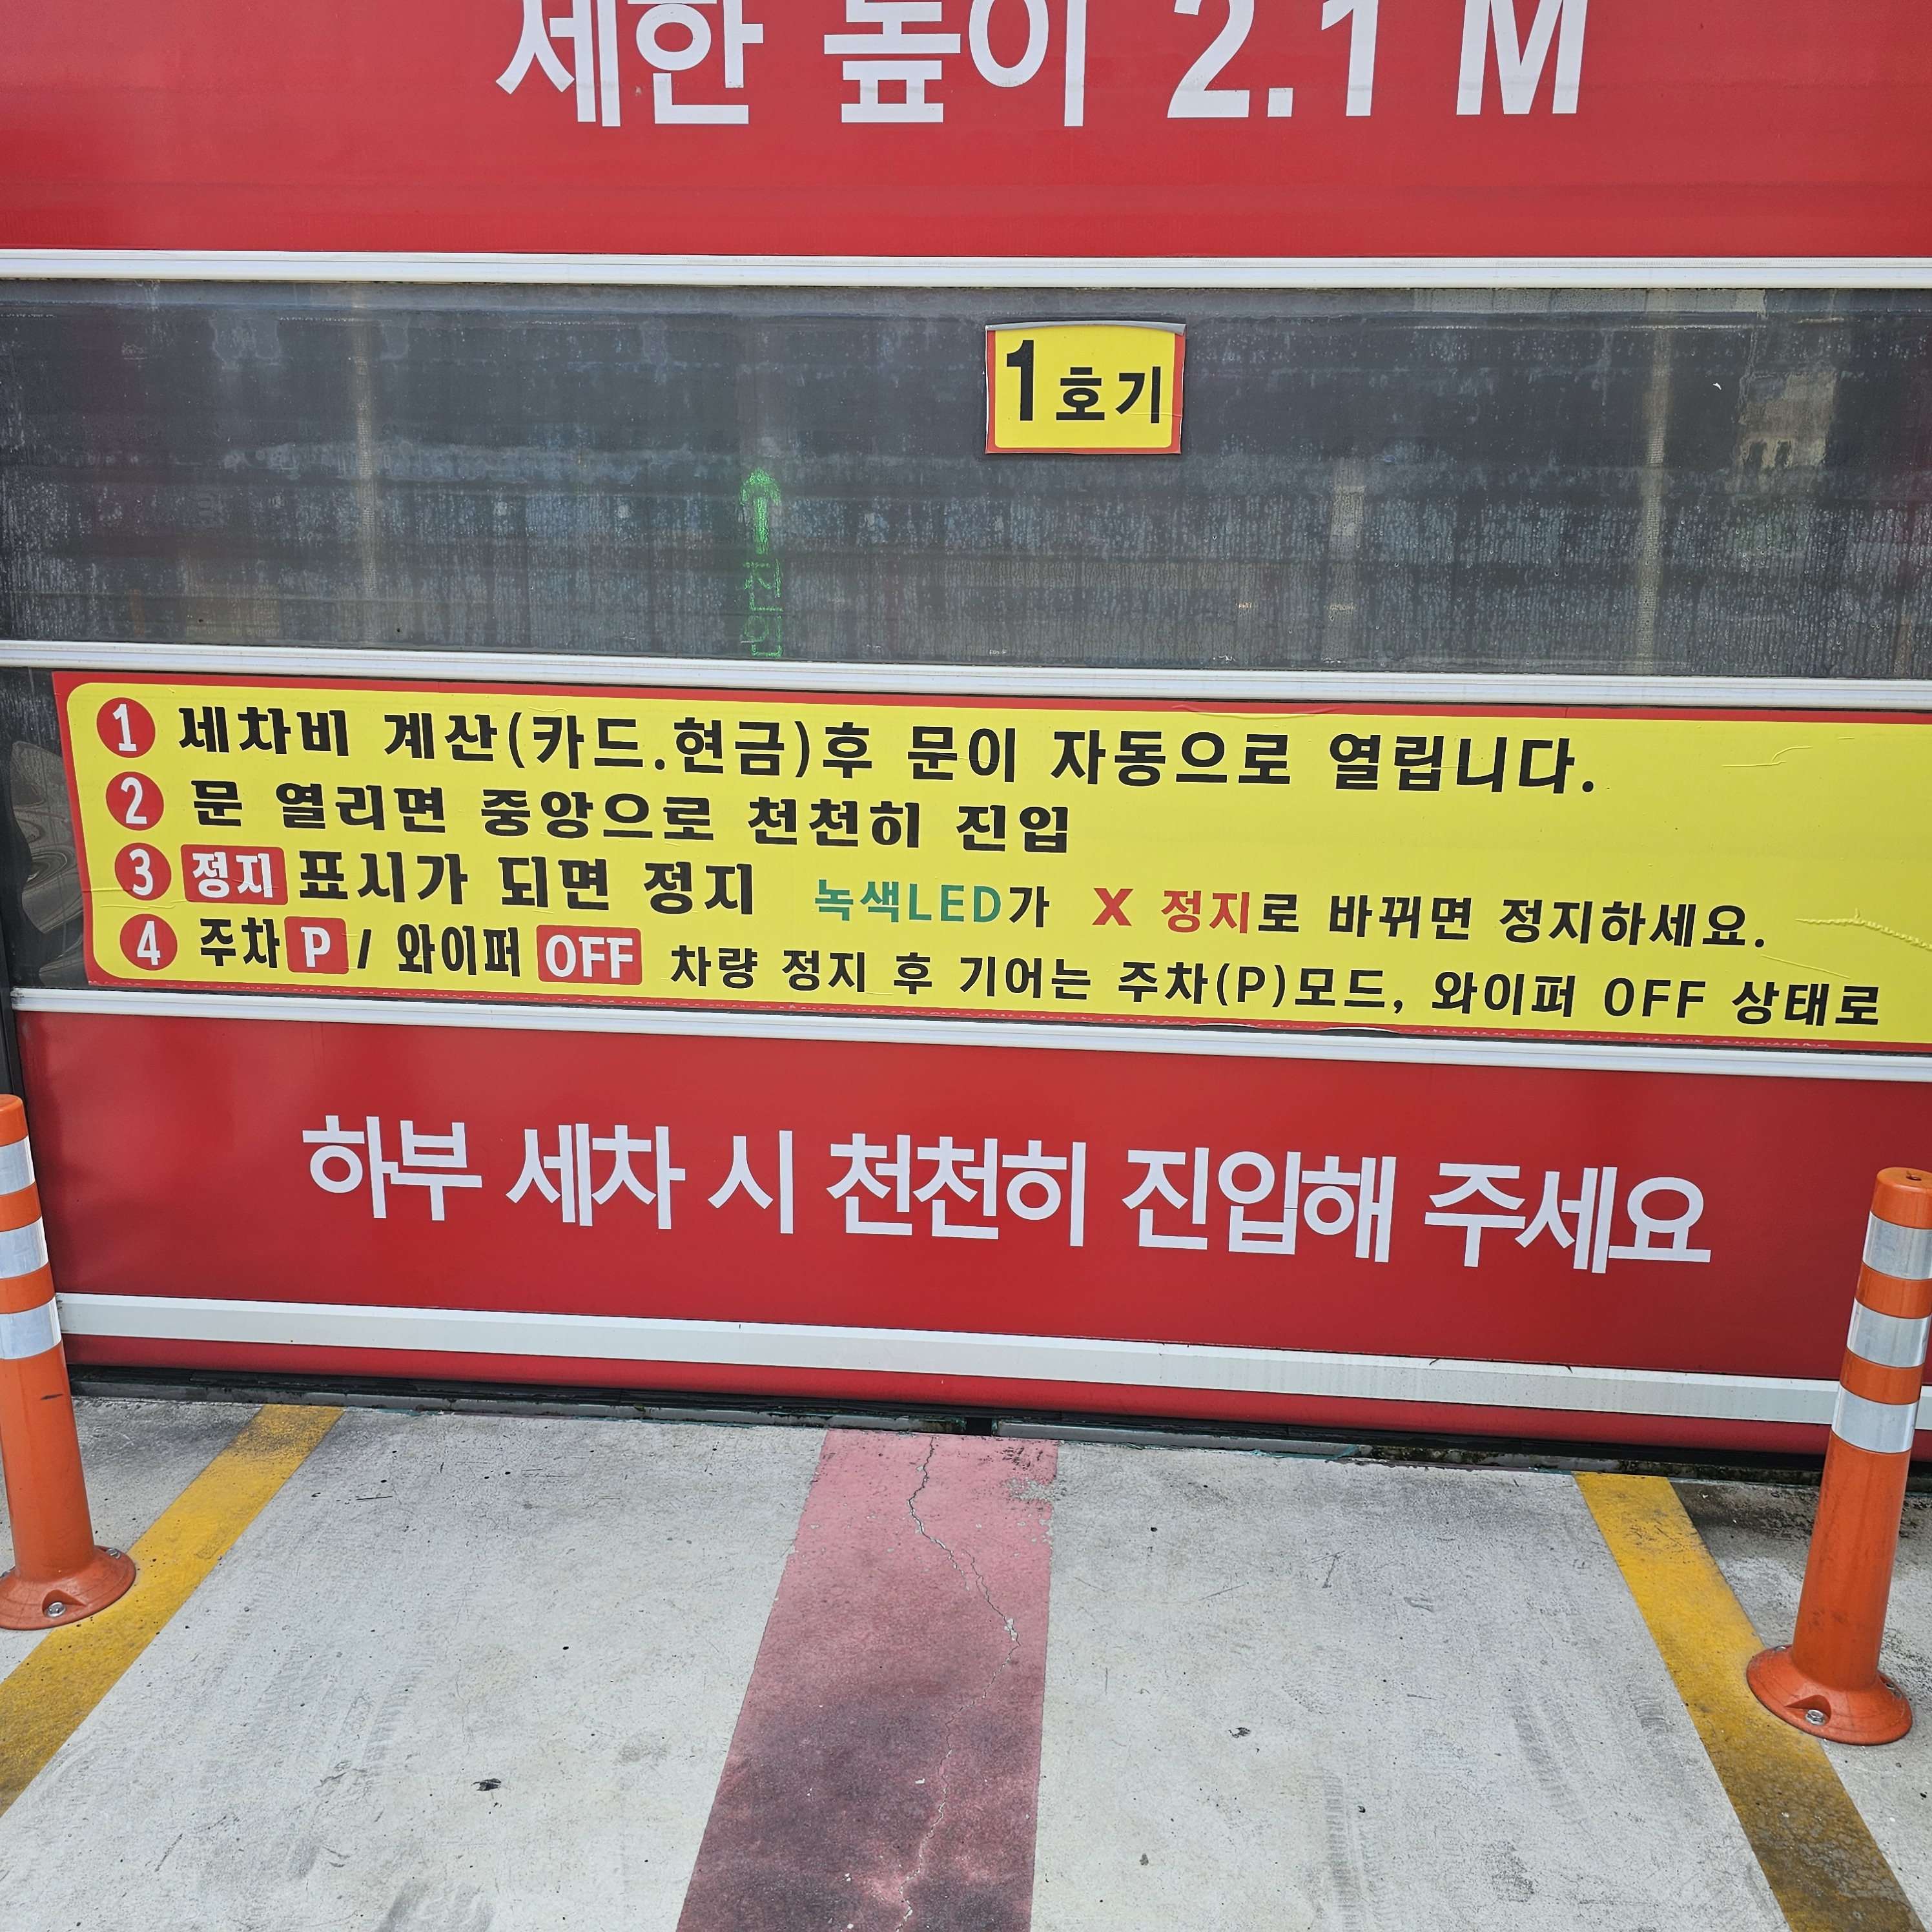 제한 높이 2.1 M
1호기
진입
1 세차비 계산(카드.현금)후 문이 자동으로 열립니다.
2 문 열리면 중앙으로 천천히 진입
3 정지 표시가 되면 정지 녹색LED가 X 정지로 바뀌면 정지하세요.
4 주차 P / 와이퍼 OFF 차량 정지 후 기어는 주차(P)모드, 와이퍼 OFF 상태로
하부 세차 시 천천히 진입해 주세요